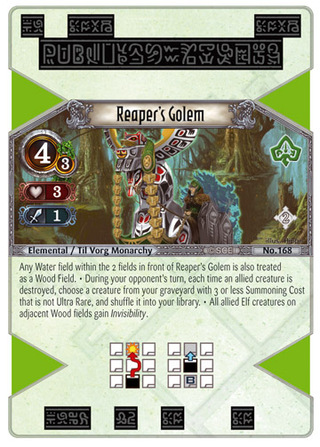 Reaper's Golem
4
3
3
1
2
Elemental / Til Vorg Monarchy
SCE
No.168
Any Water field within the 2 fields in front of Reaper's Golem is also treated
as a Wood Field. • During your opponent's turn, each time an allied creature is
destroyed, choose a creature from your graveyard with 3 or less Summoning Cost
that is not Ultra Rare, and shuffle it into your library. • All allied Elf creatures on
adjacent Wood fields gain Invisibility.